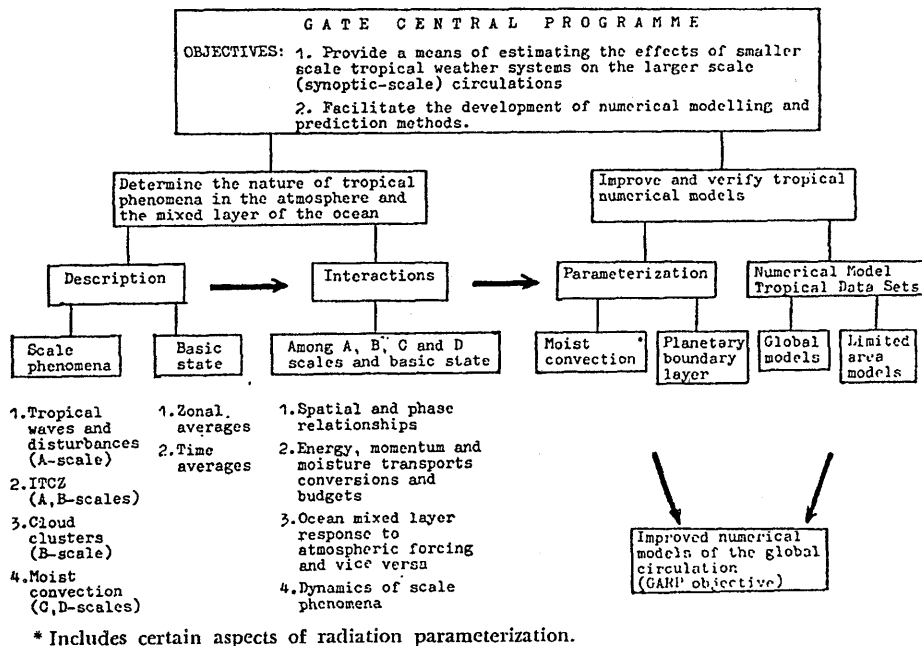 GATE CENTRAL PROGRAMME
OBJECTIVES: 1. Provide a means of estimating the effects of smaller
scale tropical weather systems on the larger scale
(synoptic-scale) circulations
2. Facilitate the development of numerical modelling and
prediction methods.
Determine the nature of tropical
phenomena in the atmosphere and
the mixed layer of the ocean
Improve and verify tropical
numerical models
Description
Interactions
Parameterization
Numerical Model
Tropical Data Sets
Scale
phenomena
Basic
state
Among A, B, C and D
scales and basic state
Moist *
convection
Planetary
boundary
layer
Global
models
Limited
area
models
1.Tropical
waves and
disturbances
(A-scale)
2.ITCZ
(A,B-scales)
3.Cloud
clusters
(B-scale)
4.Moist
convection
(C,D-scales)
1.Zonal
averages
2.Time
averages
1.Spatial and phase
relationships
2.Energy, momentum and
moisture transports
conversions and
budgets
3.Ocean mixed layer
response to
atmospheric forcing
and vice versa
4.Dynamics of scale
phenomena
Improved numerical
models of the global
circulation
(GARP objective)
* Includes certain aspects of radiation parameterization.